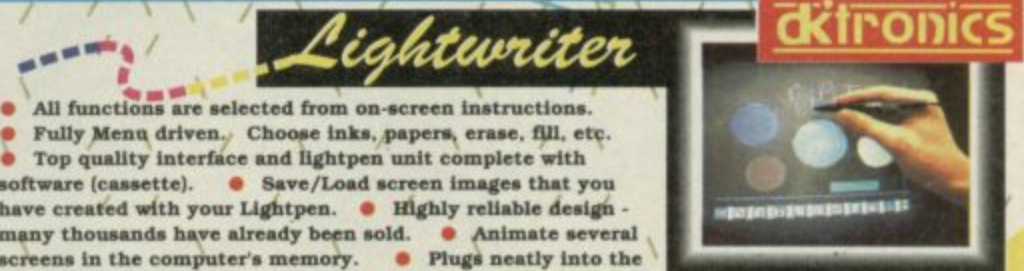 Lightwriter
dktronics
● All functions are selected from on-screen instructions.
● Fully Menu driven. Choose inks, papers, erase, fill, etc.
● Top quality interface and lightpen unit complete with
software (cassette). ● Save/Load screen images that you
have created with your Lightpen. ● Highly reliable design -
many thousands have already been sold. ● Animate several
screens in the computer's memory. ● Plugs neatly into the